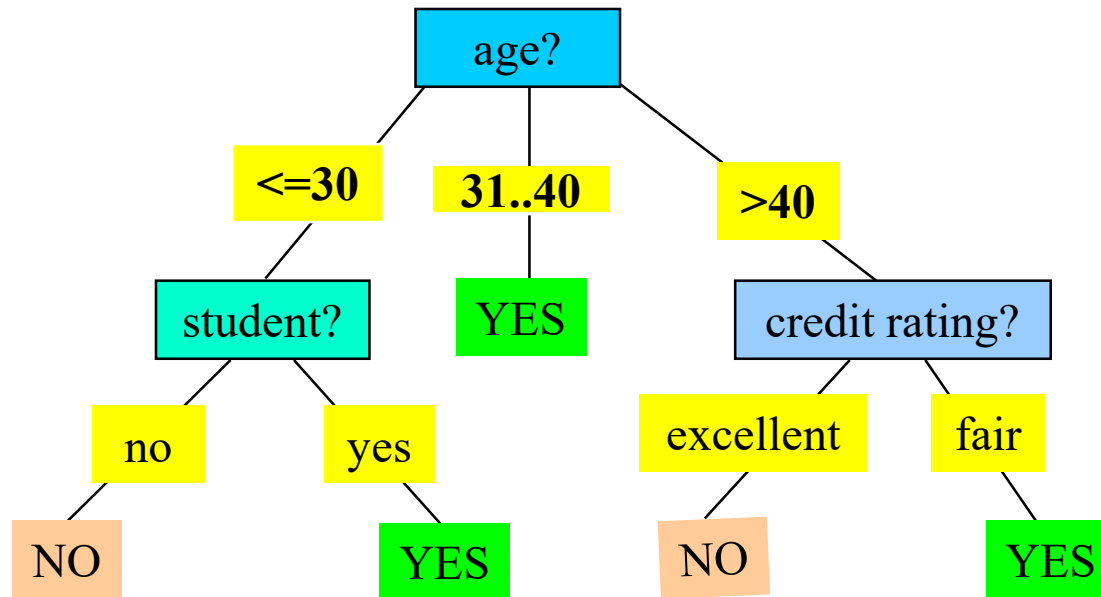 age?
<=30
31..40
>40
student?
YES
credit rating?
no
yes
excellent
fair
NO
YES
NO
YES